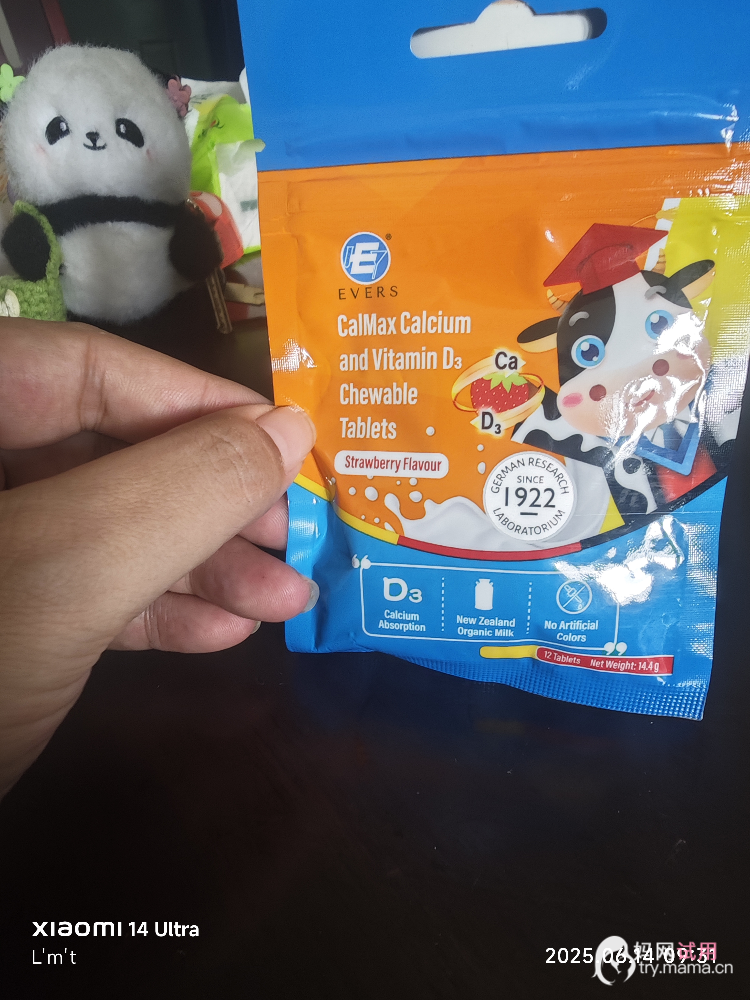 E7
®
EVERS
CalMax Calcium
and Vitamin D3
Chewable
Tablets
Strawberry Flavour
Ca
D3
GERMAN RESEARCH
SINCE
1922
LABORATORIUM
D3
Calcium
Absorption
New Zealand
Organic Milk
No Artificial
Colors
12 Tablets Net Weight: 14.4g
XIAOMI 14 Ultra
L'm't
2025.06.14 09:31
妈网试用
try.mama.cn